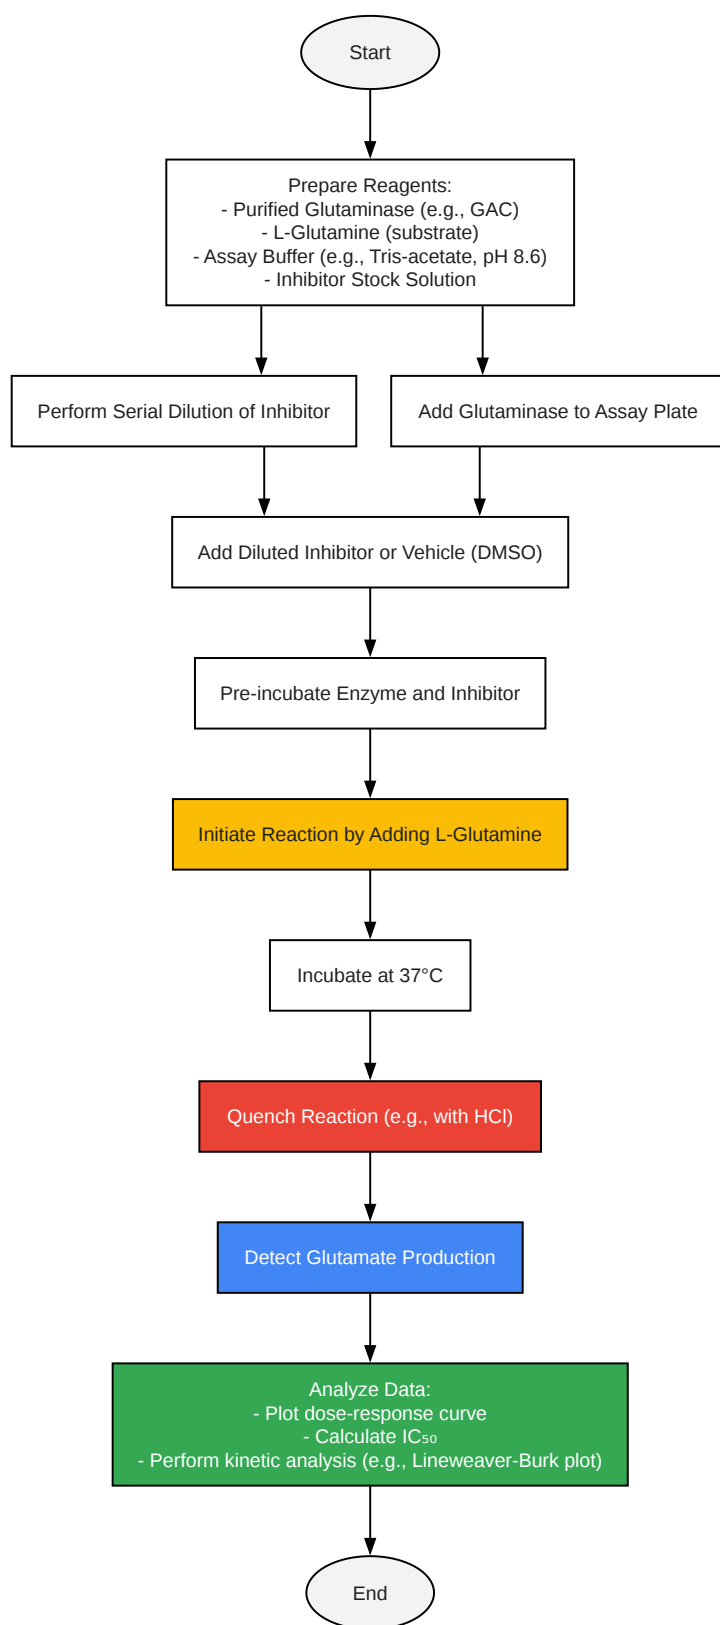 Start
Prepare Reagents:
- Purified Glutaminase (e.g., GAC)
- L-Glutamine (substrate)
- Assay Buffer (e.g., Tris-acetate, pH 8.6)
- Inhibitor Stock Solution
Perform Serial Dilution of Inhibitor
Add Glutaminase to Assay Plate
Add Diluted Inhibitor or Vehicle (DMSO)
Pre-incubate Enzyme and Inhibitor
Initiate Reaction by Adding L-Glutamine
Incubate at 37°C
Quench Reaction (e.g., with HCl)
Detect Glutamate Production
Analyze Data:
- Plot dose-response curve
- Calculate IC₅₀
- Perform kinetic analysis (e.g., Lineweaver-Burk plot)
End